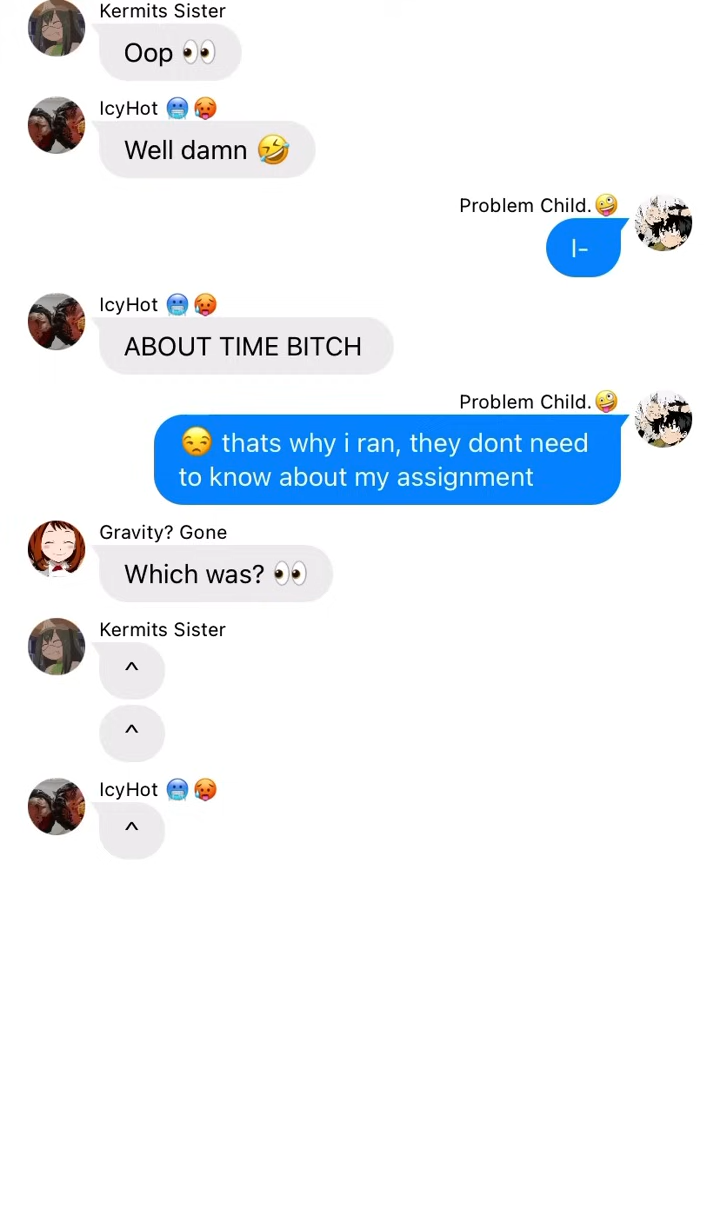 Kermits Sister
Oop 👀
IcyHot 🥶🥵
Well damn 🤣
Problem Child.🤪
I-
IcyHot 🥶🥵
ABOUT TIME BITCH
Problem Child.🤪
😒 thats why i ran, they dont need
to know about my assignment
Gravity? Gone
Which was? 👀
Kermits Sister
^
^
IcyHot 🥶🥵
^